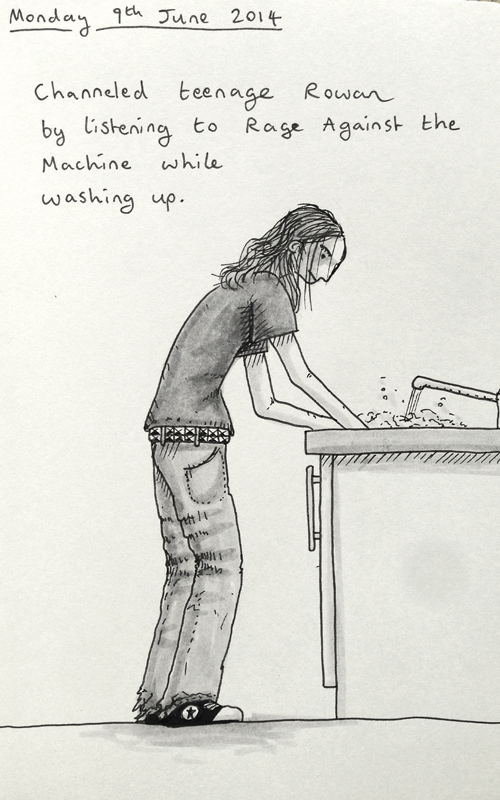 Monday 9th June 2014
Channeled teenage Rowan
by listening to Rage Against the
Machine while
washing up.